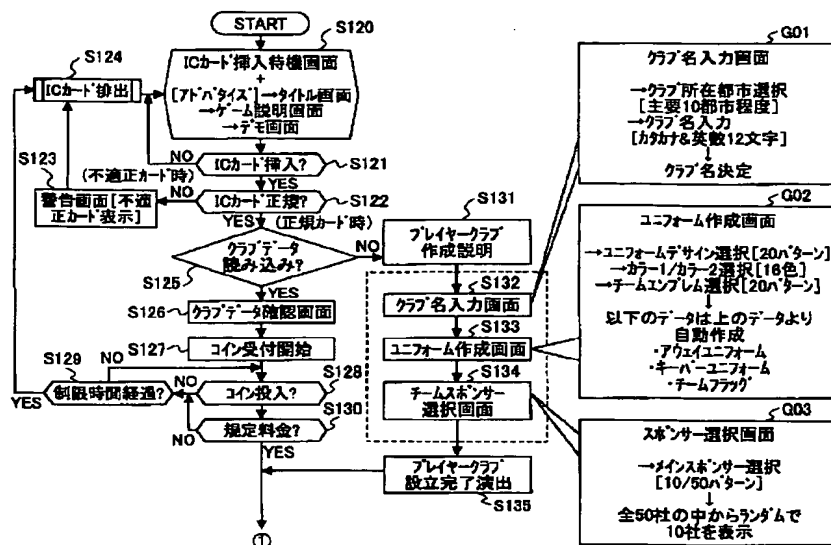 START
S120
ICカード挿入待機画面
+
[アドバタイズ]→タイトル画面
→ゲーム説明画面
→デモ画面
S124
ICカード排出
NO
ICカード挿入?
S121
YES
S123
(不適正カード時)
警告画面[不適
正カード表示]
NO
ICカード正規?
S122
YES
(正規カード時)
クラブデータ
読み込み?
S125
NO
YES
S126
クラブデータ確認画面
S127
コイン受付開始
S129
NO
制限時間経過?
YES
NO
コイン投入?
S128
S130
NO
規定料金?
YES
①
S131
プレイヤークラブ
作成説明
S132
クラブ名入力画面
S133
ユニフォーム作成画面
S134
チームスポンサー
選択画面
プレイヤークラブ
設立完了演出
S135
G01
クラブ名入力画面
→クラブ所在都市選択
[主要10都市程度]
→クラブ名入力
[カタカナ&英数12文字]
↓
クラブ名決定
G02
ユニフォーム作成画面
→ユニフォームデザイン選択[20パターン]
→カラー1/カラー2選択[16色]
→チームエンブレム選択[20パターン]
↓
以下のデータは上のデータより
自動作成
・アウェイユニフォーム
・キーパーユニフォーム
・チームフラッグ
G03
スポンサー選択画面
→メインスポンサー選択
[10/50パターン]
↓
全50社の中からランダムで
10社を表示